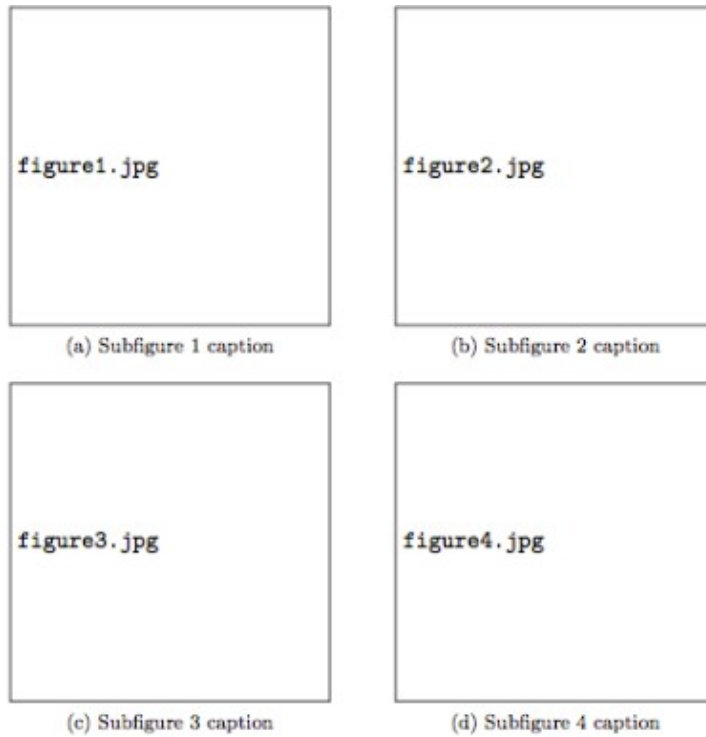 figure1.jpg
figure2.jpg
(a) Subfigure 1 caption
(b) Subfigure 2 caption
figure3.jpg
figure4.jpg
(c) Subfigure 3 caption
(d) Subfigure 4 caption